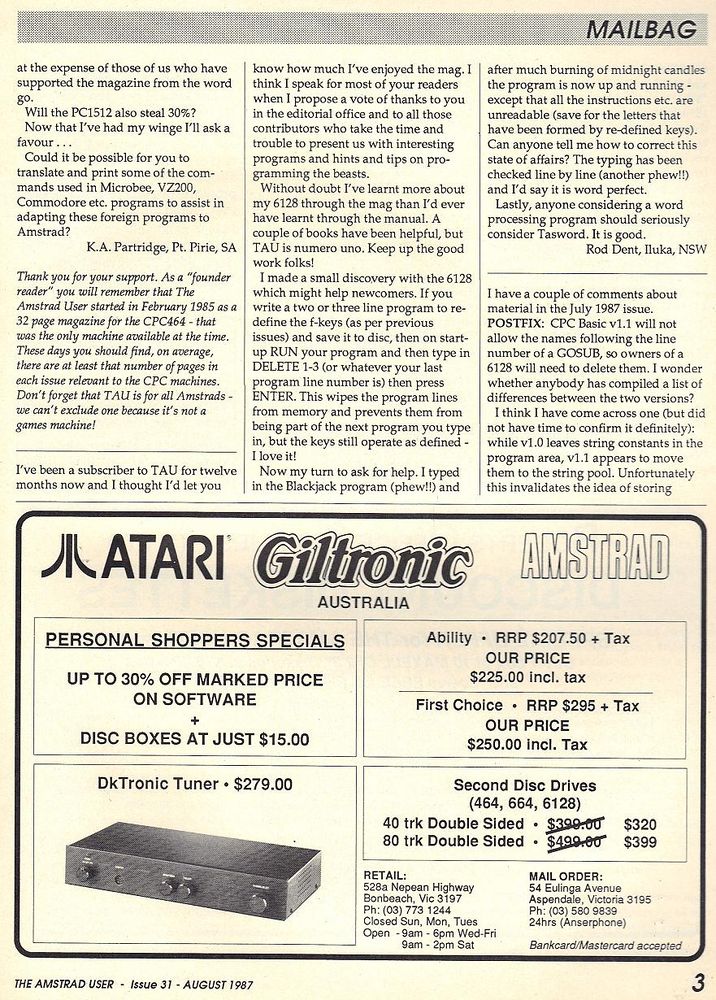 MAILBAG
at the expense of those of us who have
supported the magazine from the word
go.
Will the PC1512 also steal 30%?
Now that I've had my winge I'll ask a
favour . . .
Could it be possible for you to
translate and print some of the com-
mands used in Microbee, VZ200,
Commodore etc. programs to assist in
adapting these foreign programs to
Amstrad?
K.A. Partridge, Pt. Pirie, SA
Thank you for your support. As a "founder
reader" you will remember that The
Amstrad User started in February 1985 as a
32 page magazine for the CPC464 - that
was the only machine available at the time.
These days you should find, on average,
there are at least that number of pages in
each issue relevant to the CPC machines.
Don't forget that TAU is for all Amstrads -
we can't exclude one because it's not a
games machine!
I've been a subscriber to TAU for twelve
months now and I thought I'd let you
know how much I've enjoyed the mag. I
think I speak for most of your readers
when I propose a vote of thanks to you
in the editorial office and to all those
contributors who take the time and
trouble to present us with interesting
programs and hints and tips on pro-
gramming the beasts.
Without doubt I've learnt more about
my 6128 through the mag than I'd ever
have learnt through the manual. A
couple of books have been helpful, but
TAU is numero uno. Keep up the good
work folks!
I made a small discovery with the 6128
which might help newcomers. If you
write a two or three line program to re-
define the f-keys (as per previous
issues) and save it to disc, then on start-
up RUN your program and then type in
DELETE 1-3 (or whatever your last
program line number is) then press
ENTER. This wipes the program lines
from memory and prevents them from
being part of the next program you type
in, but the keys still operate as defined -
I love it!
Now my turn to ask for help. I typed
in the Blackjack program (phew!!) and
after much burning of midnight candles
the program is now up and running -
except that all the instructions etc. are
unreadable (save for the letters that
have been formed by re-defined keys).
Can anyone tell me how to correct this
state of affairs? The typing has been
checked line by line (another phew!!)
and I'd say it is word perfect.
Lastly, anyone considering a word
processing program should seriously
consider Tasword. It is good.
Rod Dent, Iluka, NSW
I have a couple of comments about
material in the July 1987 issue.
POSTFIX: CPC Basic v1.1 will not
allow the names following the line
number of a GOSUB, so owners of a
6128 will need to delete them. I wonder
whether anybody has compiled a list of
differences between the two versions?
I think I have come across one (but did
not have time to confirm it definitely):
while v1.0 leaves string constants in the
program area, v1.1 appears to move
them to the string pool. Unfortunately
this invalidates the idea of storing
ATARI Giltronic AMSTRAD
AUSTRALIA
PERSONAL SHOPPERS SPECIALS
UP TO 30% OFF MARKED PRICE
ON SOFTWARE
+
DISC BOXES AT JUST $15.00
Ability • RRP $207.50 + Tax
OUR PRICE
$225.00 incl. tax
First Choice • RRP $295 + Tax
OUR PRICE
$250.00 incl. Tax
DkTronic Tuner • $279.00
Second Disc Drives
(464, 664, 6128)
40 trk Double Sided • $399.00 $320
80 trk Double Sided • $499.00 $399
RETAIL:
528a Nepean Highway
Bonbeach, Vic 3197
Ph: (03) 773 1244
Closed Sun, Mon, Tues
Open - 9am - 6pm Wed-Fri
9am - 2pm Sat
MAIL ORDER:
54 Eulinga Avenue
Aspendale, Victoria 3195
Ph: (03) 580 9839
24hrs (Anserphone)
Bankcard/Mastercard accepted
THE AMSTRAD USER - Issue 31 - AUGUST 1987
3